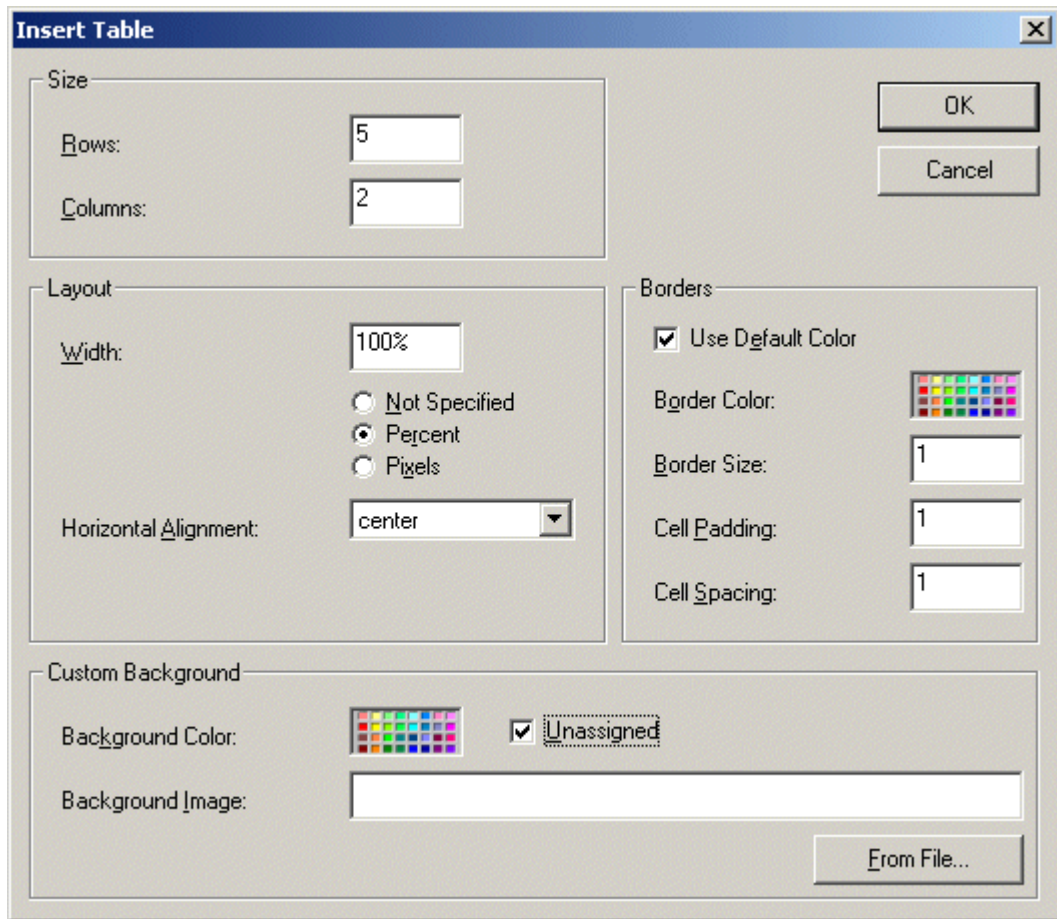 Insert Table
Size
Rows: 5
Columns: 2
OK
Cancel
Layout
Width: 100%
Not Specified
Percent
Pixels
Horizontal Alignment: center
Borders
Use Default Color
Border Color:
Border Size: 1
Cell Padding: 1
Cell Spacing: 1
Custom Background
Background Color: Unassigned
Background Image:
From File...